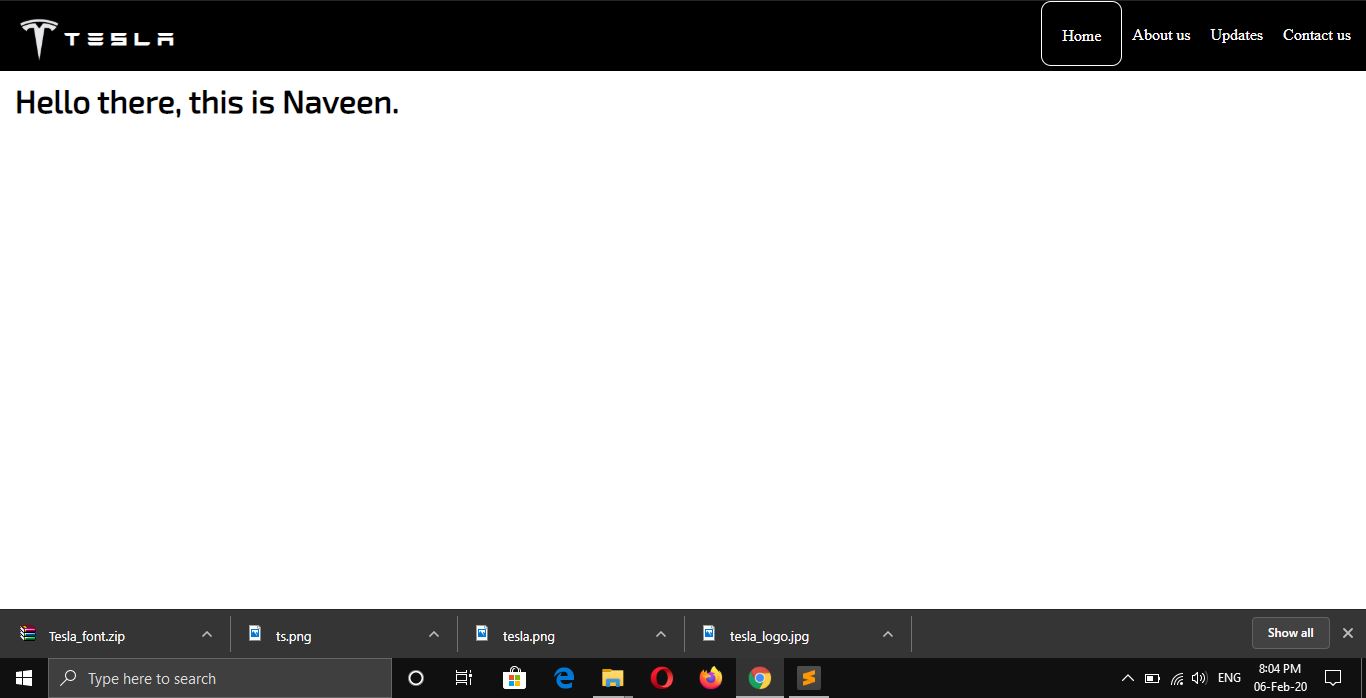 TESLA
Home About us Updates Contact us
Hello there, this is Naveen.
Tesla_font.zip ts.png tesla.png tesla_logo.jpg Show all
Type here to search
ENG
8:04 PM
06-Feb-20